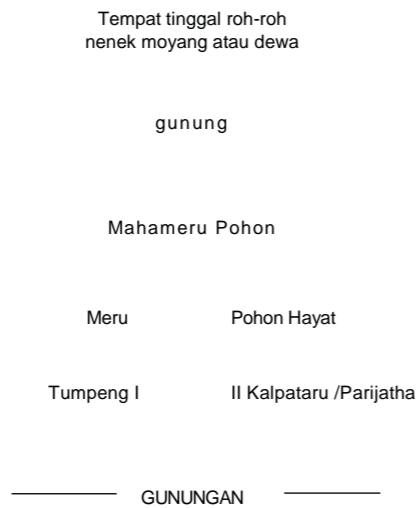 Tempat tinggal roh-roh
nenek moyang atau dewa
gunung
Mahameru Pohon
Meru Pohon Hayat
Tumpeng I II Kalpataru /Parijatha
GUNUNGAN